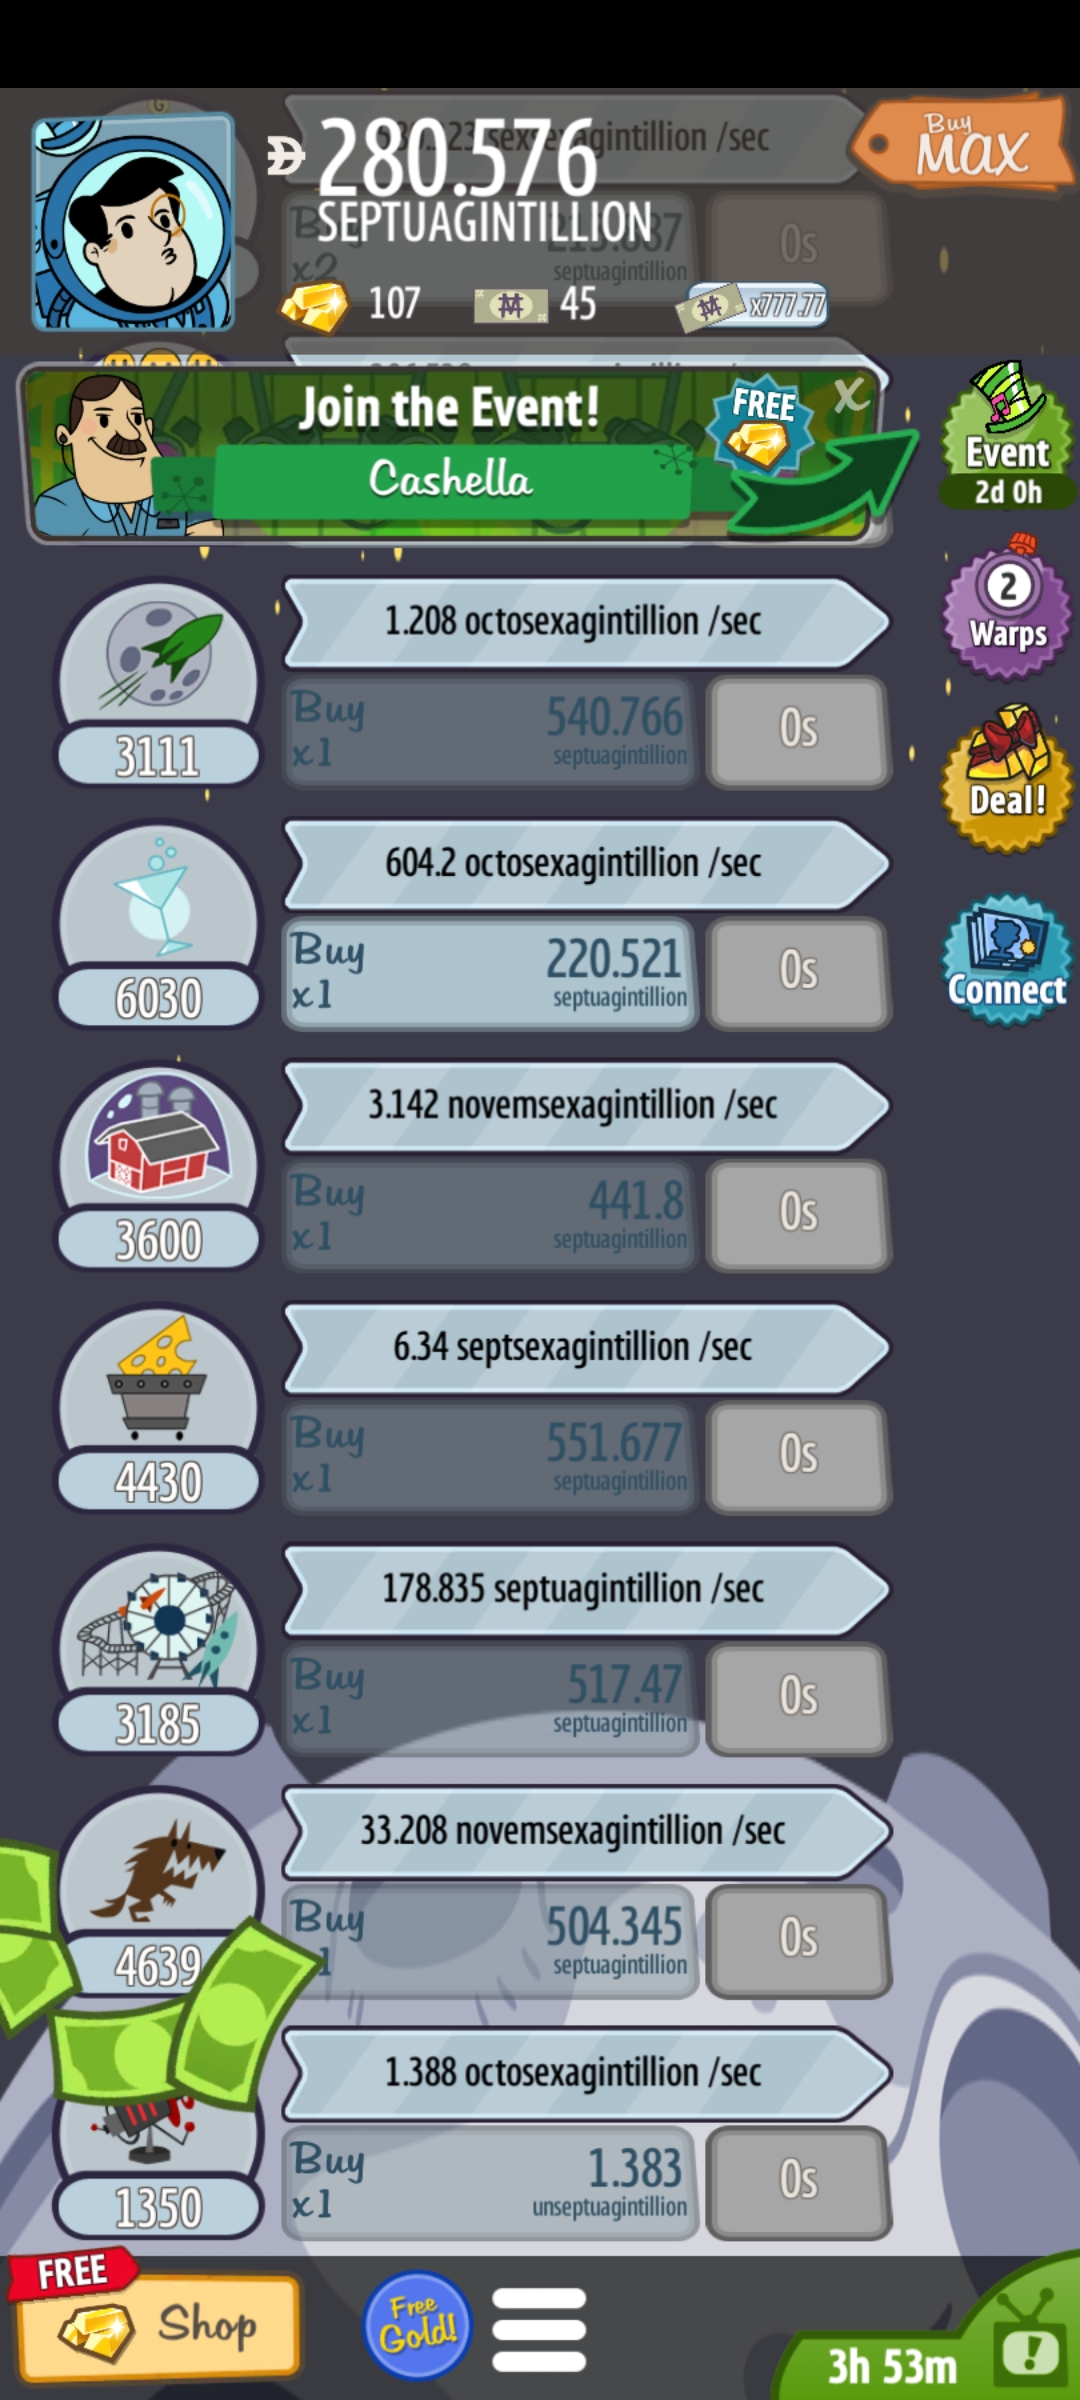 280.576
SEPTUAGINTILLION
Buy
MAX
sexsexagintillion /sec
x2
septuagintillion
0s
107
45
x777.77
Join the Event!
Cashella
FREE
X
Event
2d 0h
1.208 octosexagintillion /sec
Buy
x1
540.766
septuagintillion
0s
3111
2
Warps
Deal!
604.2 octosexagintillion /sec
Buy
x1
220.521
septuagintillion
0s
6030
Connect
3.142 novemsexagintillion /sec
Buy
x1
441.8
septuagintillion
0s
3600
6.34 septsexagintillion /sec
Buy
x1
551.677
septuagintillion
0s
4430
178.835 septuagintillion /sec
Buy
x1
517.47
septuagintillion
0s
3185
33.208 novemsexagintillion /sec
Buy
504.345
septuagintillion
0s
4639
1.388 octosexagintillion /sec
Buy
x1
1.383
unseptuagintillion
0s
1350
FREE
Shop
Free
Gold!
3h 53m